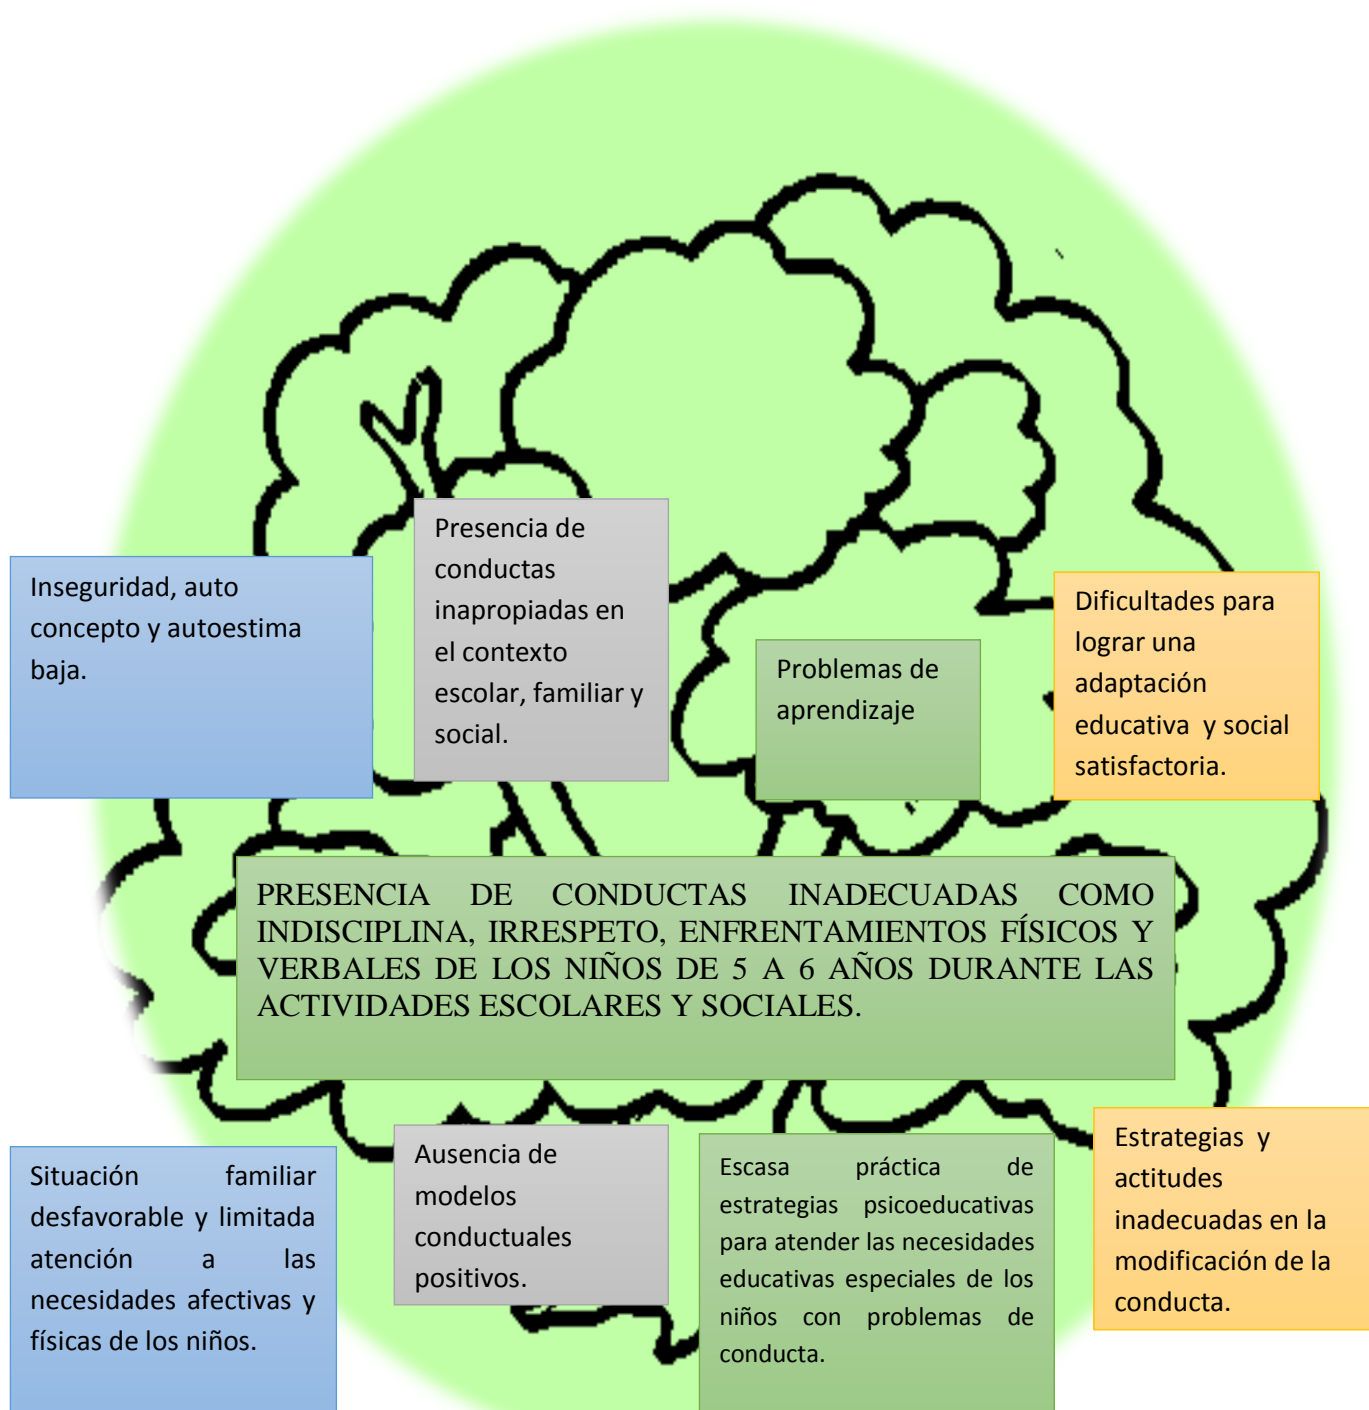 Inseguridad, auto
concepto y autoestima
baja.
Presencia de
conductas
inapropiadas en
el contexto
escolar, familiar y
social.
Problemas de
aprendizaje
Dificultades para
lograr una
adaptación
educativa y social
satisfactoria.
PRESENCIA DE CONDUCTAS INADECUADAS COMO
INDISCIPLINA, IRRESPETO, ENFRENTAMIENTOS FÍSICOS Y
VERBALES DE LOS NIÑOS DE 5 A 6 AÑOS DURANTE LAS
ACTIVIDADES ESCOLARES Y SOCIALES.
Situación familiar
desfavorable y limitada
atención a las
necesidades afectivas y
físicas de los niños.
Ausencia de
modelos
conductuales
positivos.
Escasa práctica de
estrategias psicoeducativas
para atender las necesidades
educativas especiales de los
niños con problemas de
conducta.
Estrategias y
actitudes
inadecuadas en la
modificación de la
conducta.